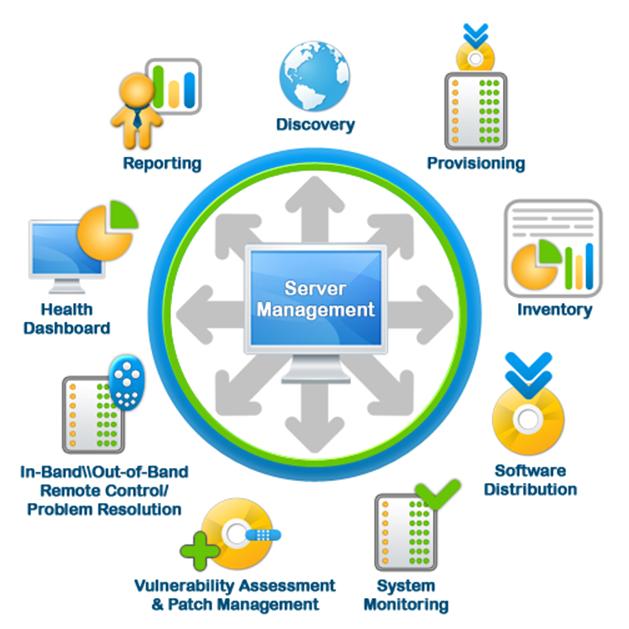 Discovery
Provisioning
Inventory
Software
Distribution
System
Monitoring
Vulnerability Assessment
& Patch Management
In-Band\\Out-of-Band
Remote Control/
Problem Resolution
Health
Dashboard
Reporting
Server
Management